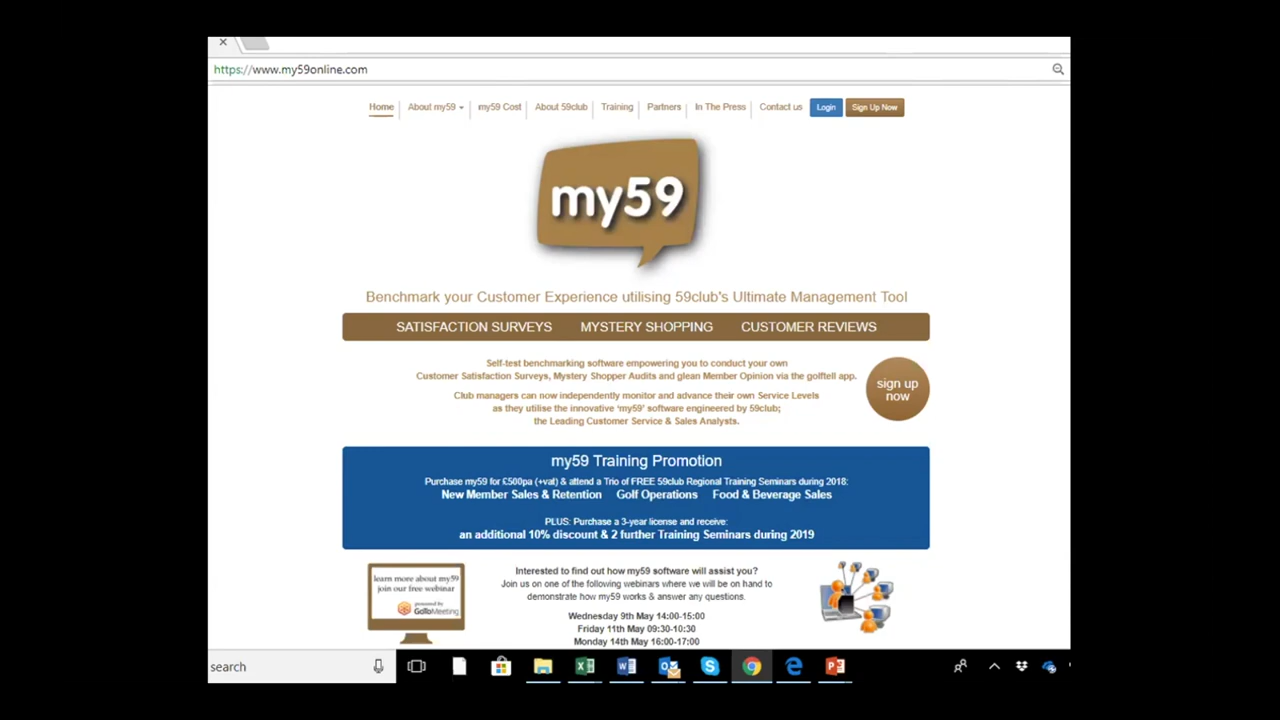 https://www.my59online.com
Home About my59 my59 Cost About 59club Training Partners In The Press Contact us Login Sign Up Now
my59
Benchmark your Customer Experience utilising 59club's Ultimate Management Tool
SATISFACTION SURVEYS MYSTERY SHOPPING CUSTOMER REVIEWS
Self-test benchmarking software empowering you to conduct your own
Customer Satisfaction Surveys, Mystery Shopper Audits and glean Member Opinion via the golftell app.
Club managers can now independently monitor and advance their own Service Levels
as they utilise the innovative 'my59' software engineered by 59club;
the Leading Customer Service & Sales Analysts.
sign up
now
my59 Training Promotion
Purchase my59 for £500pa (+vat) & attend a Trio of FREE 59club Regional Training Seminars during 2018:
New Member Sales & Retention Golf Operations Food & Beverage Sales
PLUS: Purchase a 3-year license and receive:
an additional 10% discount & 2 further Training Seminars during 2019
learn more about my59
join our free webinar
powered by
GoToMeeting
Interested to find out how my59 software will assist you?
Join us on one of the following webinars where we will be on hand to
demonstrate how my59 works & answer any questions.
Wednesday 9th May 14:00-15:00
Friday 11th May 09:30-10:30
Monday 14th May 16:00-17:00
search